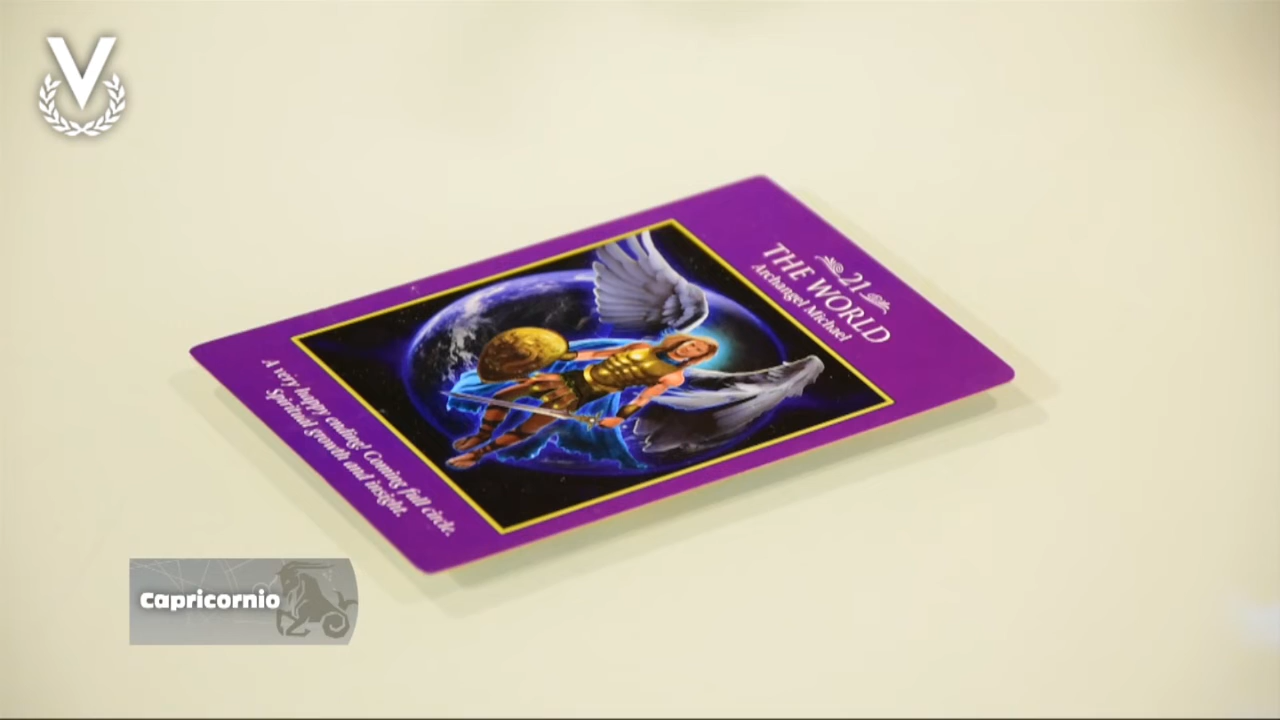 V
21
THE WORLD
Archangel Michael
A very happy ending! Coming full circle.
Spiritual growth and insight.
Capricornio